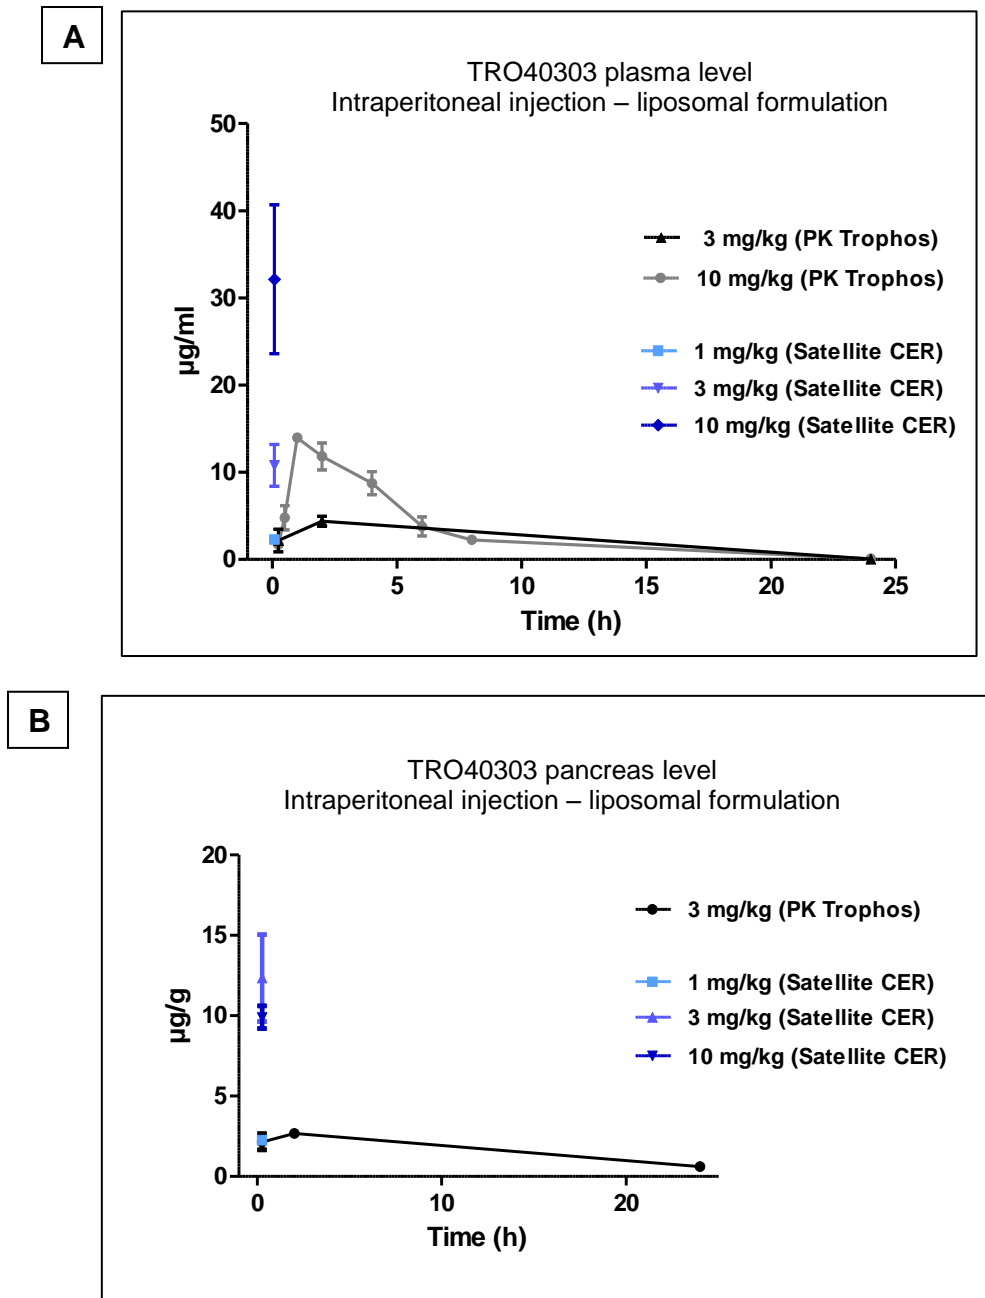 A
TRO40303 plasma level
Intraperitoneal injection – liposomal formulation
50
40
30
20
10
0
µg/ml
3 mg/kg (PK Trophos)
10 mg/kg (PK Trophos)
1 mg/kg (Satellite CER)
3 mg/kg (Satellite CER)
10 mg/kg (Satellite CER)
0 5 10 15 20 25
Time (h)
B
TRO40303 pancreas level
Intraperitoneal injection – liposomal formulation
20
15
10
5
0
µg/g
3 mg/kg (PK Trophos)
1 mg/kg (Satellite CER)
3 mg/kg (Satellite CER)
10 mg/kg (Satellite CER)
0 10 20
Time (h)